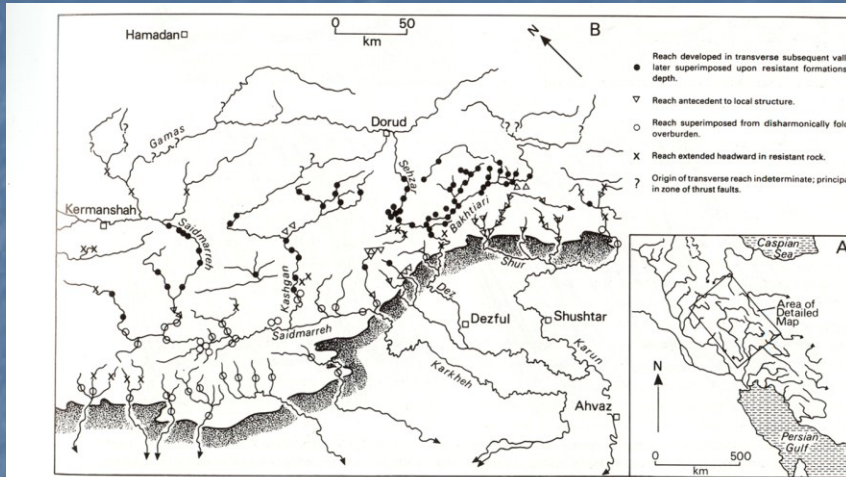 Hamadan
0
50
km
B
Reach developed in transverse subsequent vall
later superimposed upon resistant formations
depth.
Reach antecedent to local structure.
Reach superimposed from disharmonically fold
overburden.
Reach extended headward in resistant rock.
? Origin of transverse reach indeterminate; principa
in zone of thrust faults.
Dorud
Gamas
? ? ? ? ? ?
Sehzar
Kermanshah
Saidmarreh
Bakhtiari
Kashgan
Shur
Dez
Saidmarreh
Dezful
Shushtar
Karun
Karkheh
Ahvaz
A
Caspian
Sea
Area of
Detailed
Map
N
Persian
Gulf
0
500
km